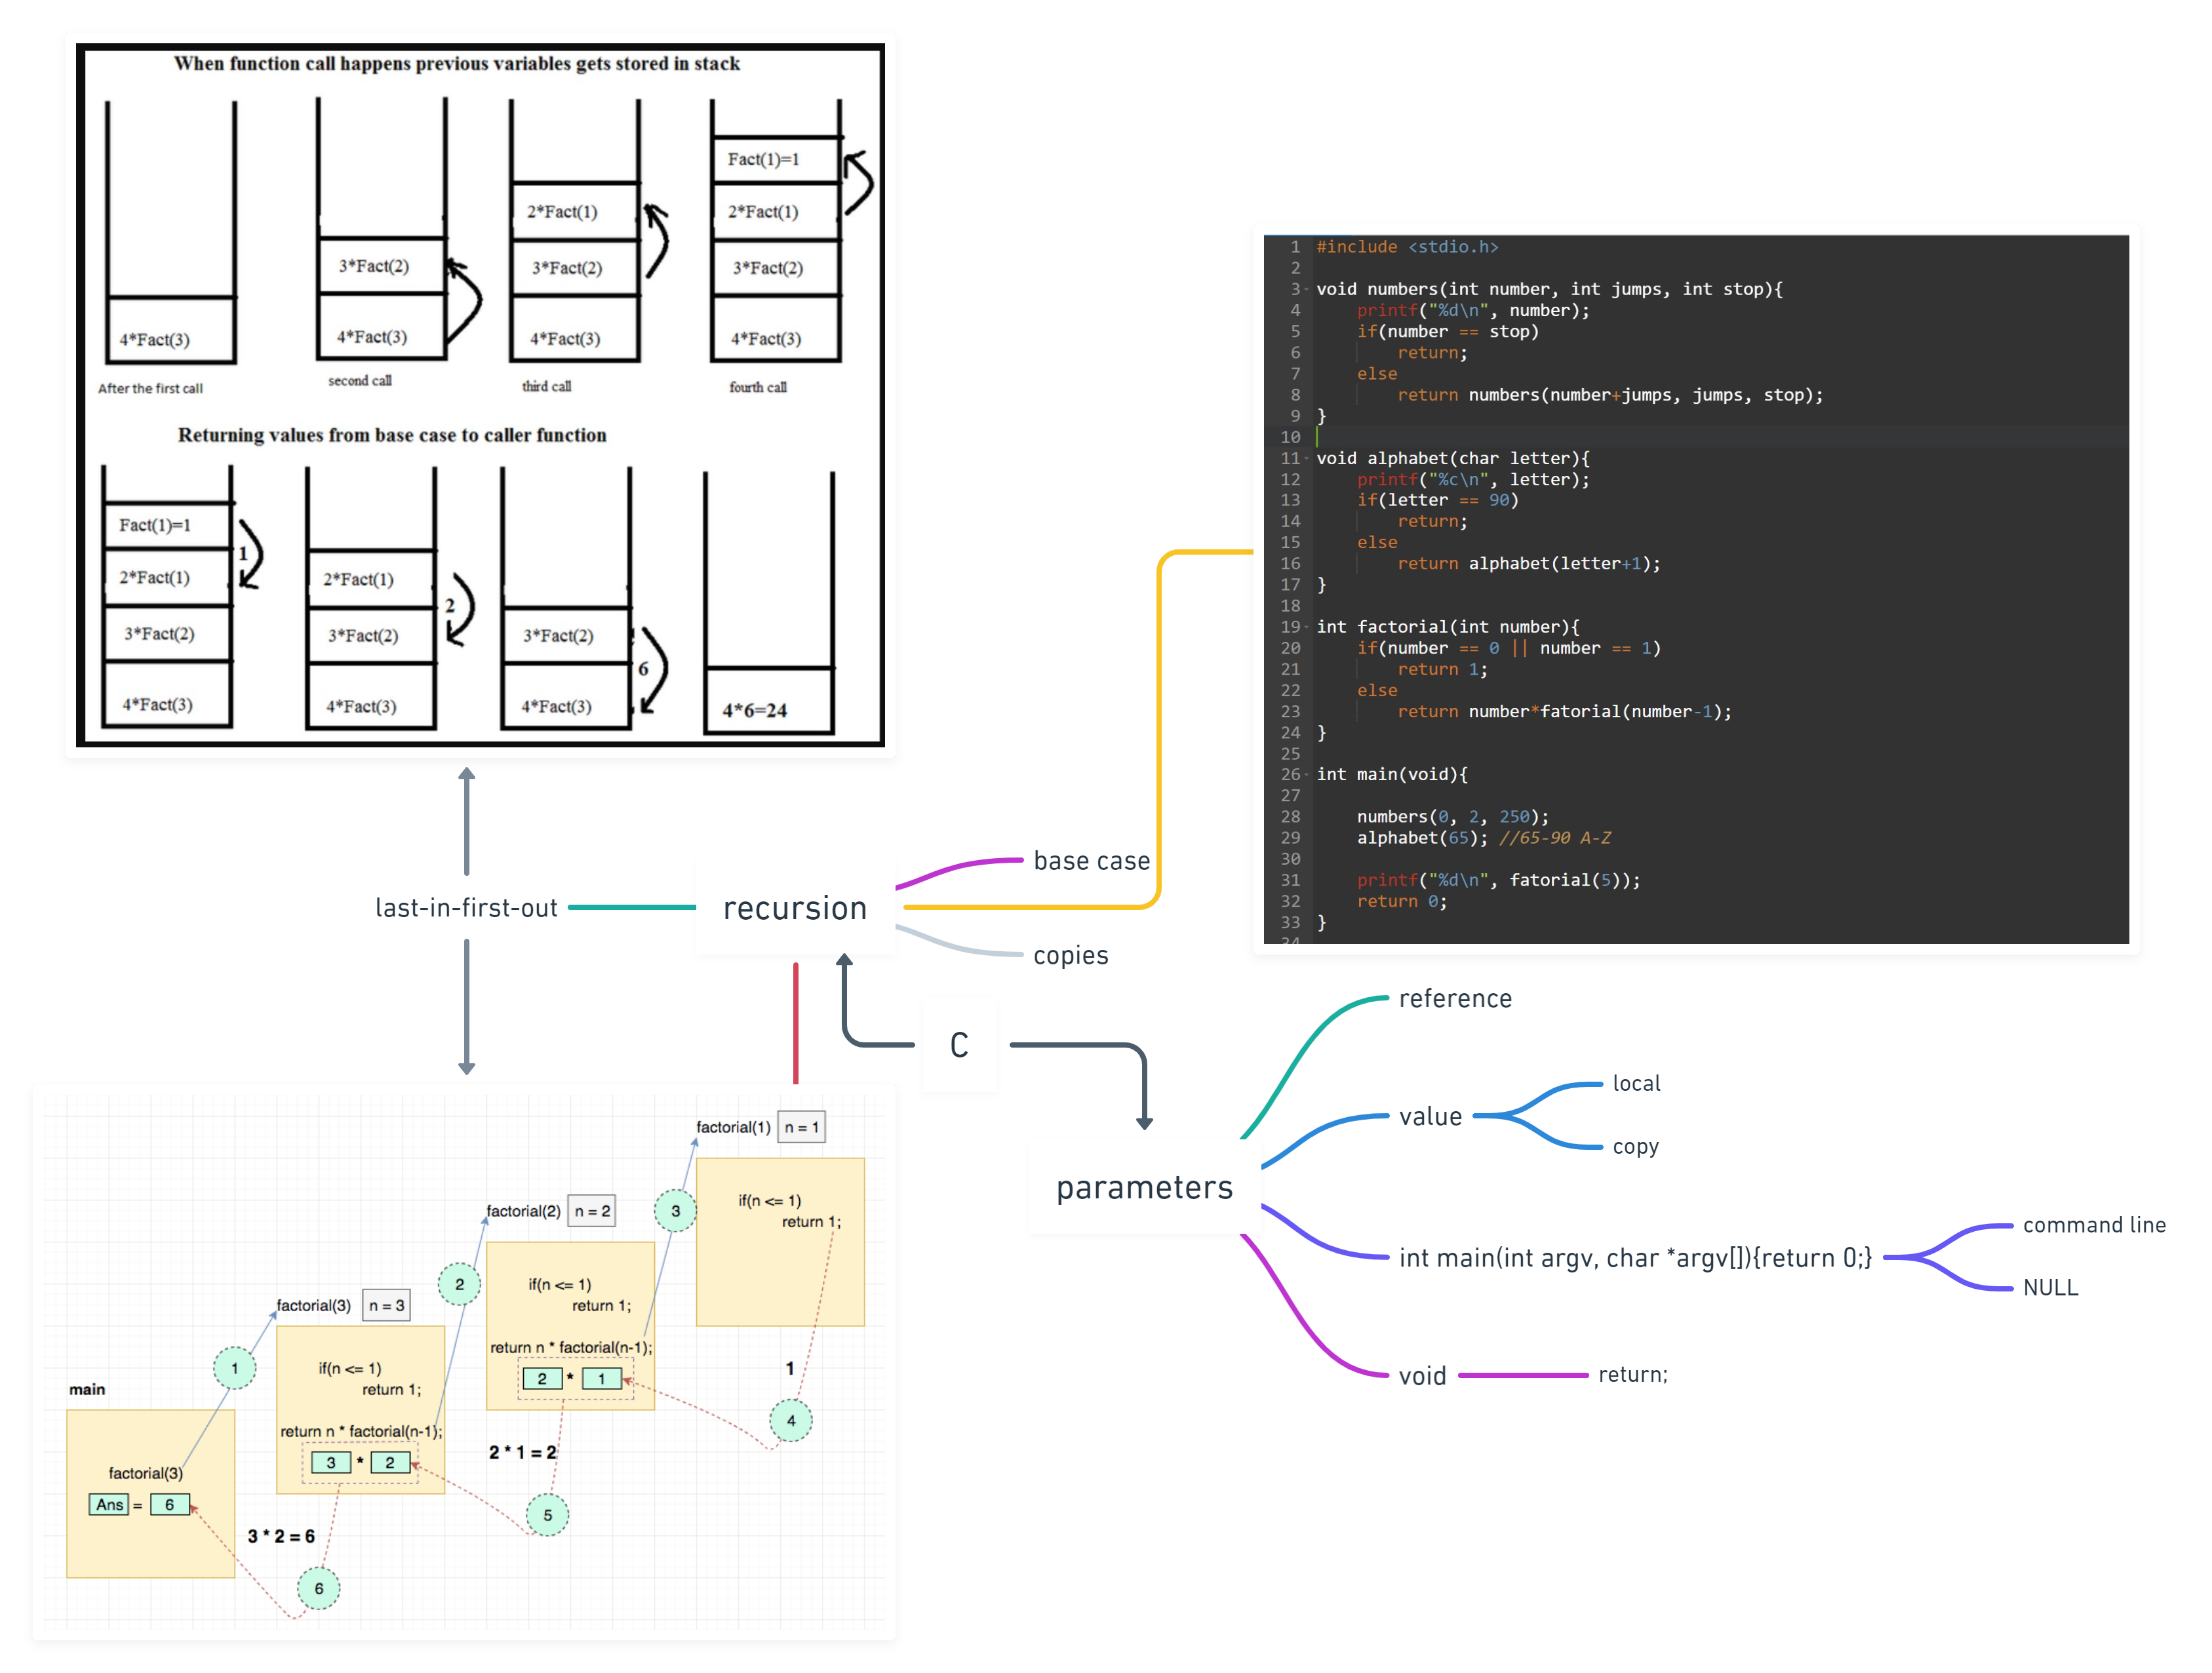 When function call happens previous variables gets stored in stack
4*Fact(3)
After the first call
3*Fact(2)
4*Fact(3)
second call
2*Fact(1)
3*Fact(2)
4*Fact(3)
third call
Fact(1)=1
2*Fact(1)
3*Fact(2)
4*Fact(3)
fourth call
Returning values from base case to caller function
Fact(1)=1
1
2*Fact(1)
3*Fact(2)
4*Fact(3)
2*Fact(1)
2
3*Fact(2)
4*Fact(3)
3*Fact(2)
6
4*Fact(3)
4*6=24
1 #include <stdio.h>
2
3 void numbers(int number, int jumps, int stop){
4 printf("%d\n", number);
5 if(number == stop)
6 return;
7 else
8 return numbers(number+jumps, jumps, stop);
9 }
10
11 void alphabet(char letter){
12 printf("%c\n", letter);
13 if(letter == 90)
14 return;
15 else
16 return alphabet(letter+1);
17 }
18
19 int factorial(int number){
20 if(number == 0 || number == 1)
21 return 1;
22 else
23 return number*fatorial(number-1);
24 }
25
26 int main(void){
27
28 numbers(0, 2, 250);
29 alphabet(65); //65-90 A-Z
30
31 printf("%d\n", fatorial(5));
32 return 0;
33 }
34
last-in-first-out
recursion
base case
copies
C
parameters
reference
value
local
copy
int main(int argv, char *argv[]){return 0;}
command line
NULL
void
return;
factorial(1) n = 1
if(n <= 1)
return 1;
3
factorial(2) n = 2
if(n <= 1)
return 1;
return n * factorial(n-1);
2 * 1
2
1
4
factorial(3) n = 3
if(n <= 1)
return 1;
return n * factorial(n-1);
3 * 2
2 * 1 = 2
5
1
main
factorial(3)
Ans = 6
3 * 2 = 6
6